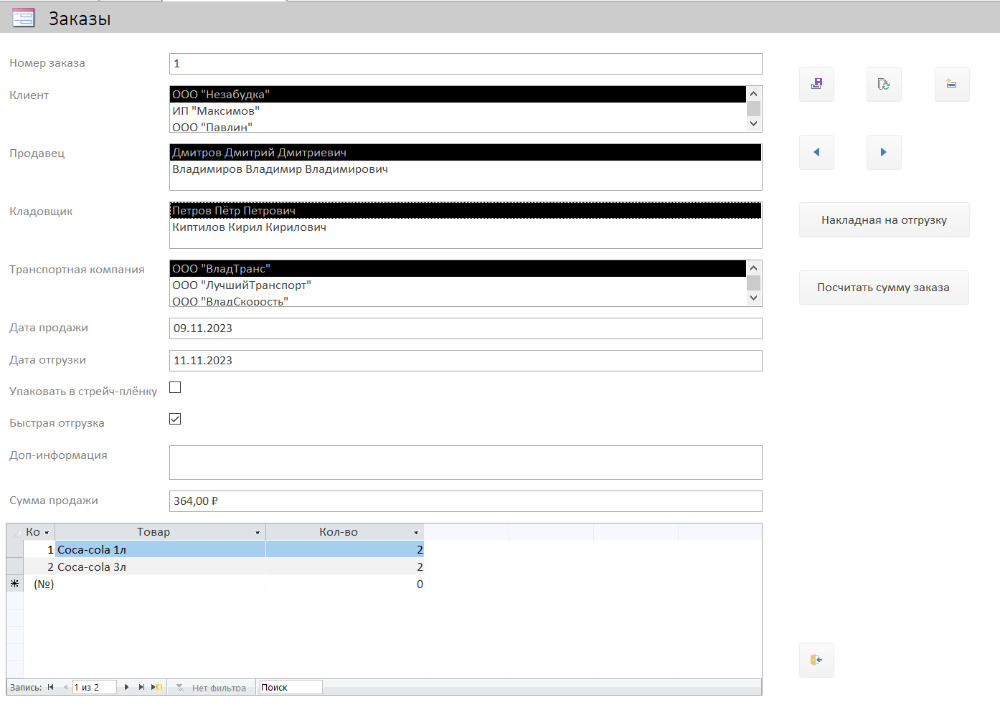 Заказы
Номер заказа 1
Клиент ООО "Незабудка"
ИП "Максимов"
ООО "Павлин"
Продавец Дмитров Дмитрий Дмитриевич
Владимиров Владимир Владимирович
Кладовщик Петров Пётр Петрович
Киптилов Кирил Кирилович
Накладная на отгрузку
Транспортная компания ООО "ВладТранс"
ООО "ЛучшийТранспорт"
ООО "ВладСкорость"
Посчитать сумму заказа
Дата продажи 09.11.2023
Дата отгрузки 11.11.2023
Упаковать в стрейч-плёнку
Быстрая отгрузка
Доп-информация
Сумма продажи 364,00 ₽
Ко Товар Кол-во
1 Coca-cola 1л 2
2 Coca-cola 3л 2
(№) 0
Запись: 1 из 2 Нет фильтра Поиск